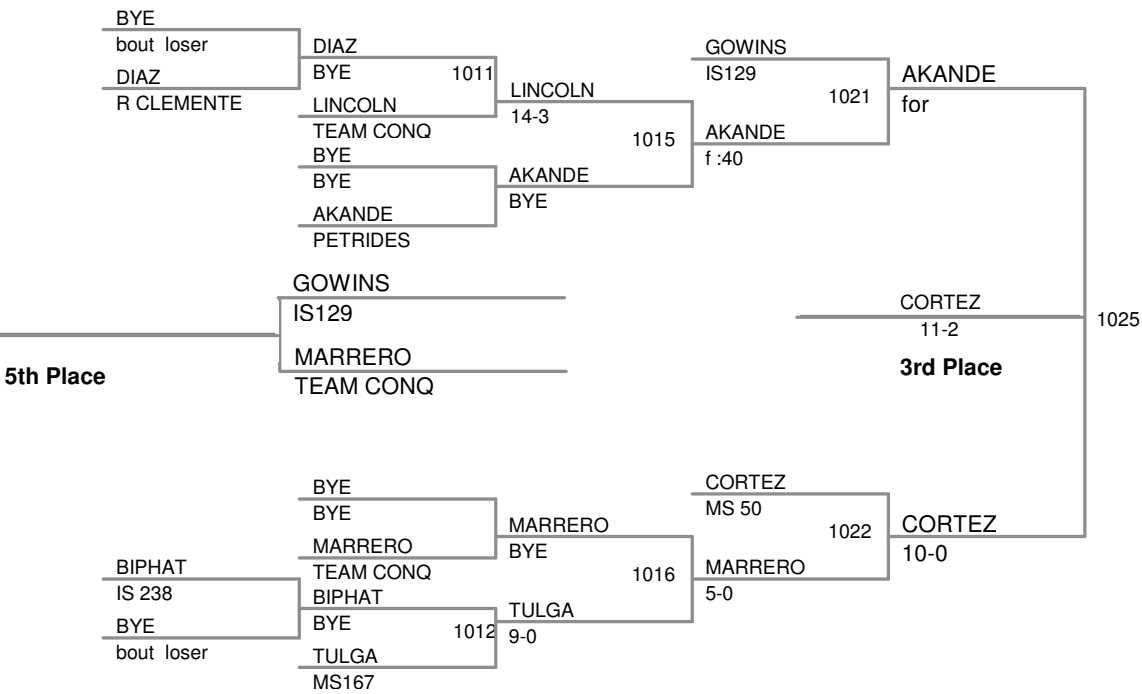 BYE
bout loser
DIAZ
R CLEMENTE
DIAZ
BYE
1011
LINCOLN
TEAM CONQ
BYE
BYE
AKANDE
PETRIDES
LINCOLN
14-3
1015
AKANDE
BYE
GOWINS
IS129
1021
AKANDE
f :40
AKANDE
for
GOWINS
IS129
MARRERO
TEAM CONQ
5th Place
CORTEZ
11-2
3rd Place
1025
BYE
BYE
MARRERO
TEAM CONQ
BIPHAT
IS 238
BYE
bout loser
BIPHAT
BYE
1012
TULGA
MS167
MARRERO
BYE
1016
TULGA
9-0
CORTEZ
MS 50
1022
MARRERO
5-0
CORTEZ
10-0